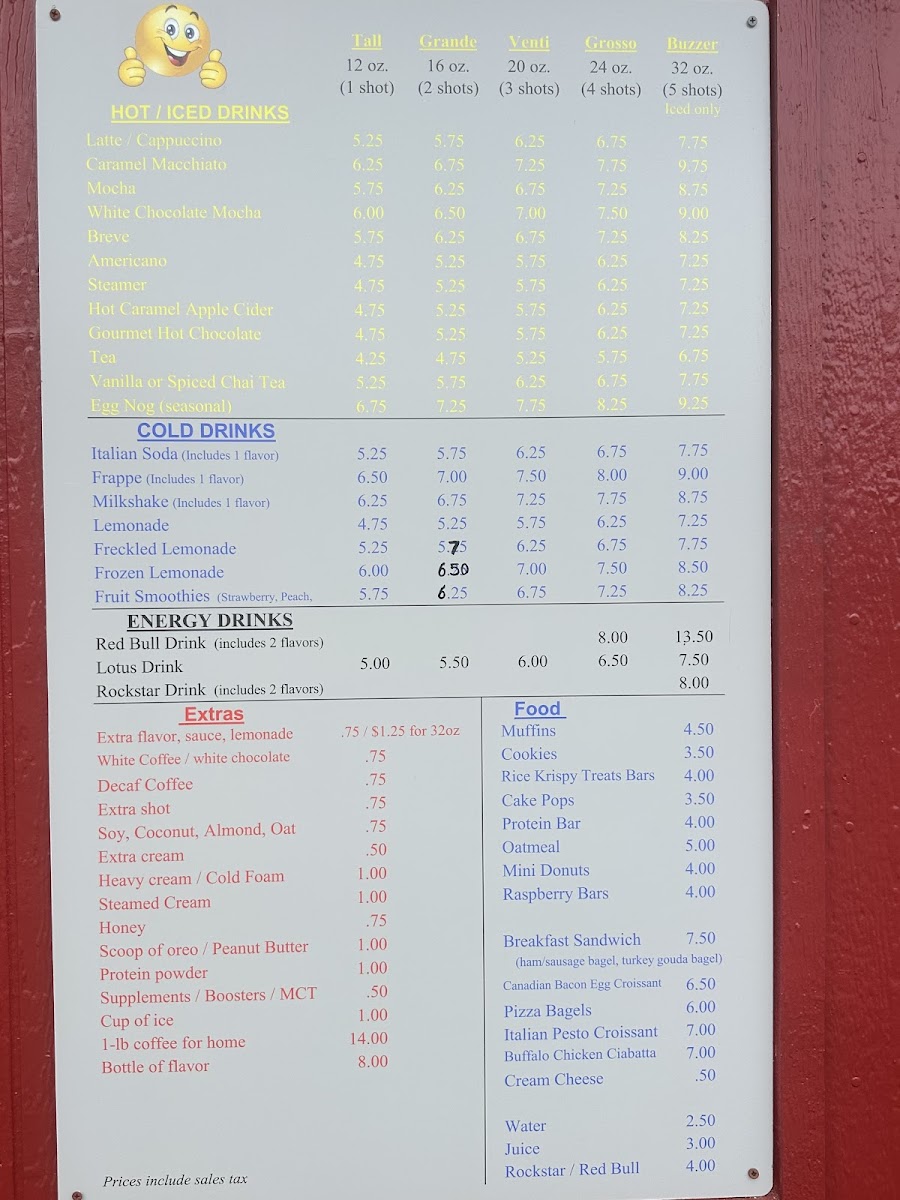 Tall Grande Venti Grosso Buzzer
12 oz. 16 oz. 20 oz. 24 oz. 32 oz.
(1 shot) (2 shots) (3 shots) (4 shots) (5 shots)
HOT / ICED DRINKS Iced only
Latte / Cappuccino 5.25 5.75 6.25 6.75 7.75
Caramel Macchiato 6.25 6.75 7.25 7.75 9.75
Mocha 5.75 6.25 6.75 7.25 8.75
White Chocolate Mocha 6.00 6.50 7.00 7.50 9.00
Breve 5.75 6.25 6.75 7.25 8.25
Americano 4.75 5.25 5.75 6.25 7.25
Steamer 4.75 5.25 5.75 6.25 7.25
Hot Caramel Apple Cider 4.75 5.25 5.75 6.25 7.25
Gourmet Hot Chocolate 4.75 5.25 5.75 6.25 7.25
Tea 4.25 4.75 5.25 5.75 6.75
Vanilla or Spiced Chai Tea 5.25 5.75 6.25 6.75 7.75
Egg Nog (seasonal) 6.75 7.25 7.75 8.25 9.25
COLD DRINKS
Italian Soda (Includes 1 flavor) 5.25 5.75 6.25 6.75 7.75
Frappe (Includes 1 flavor) 6.50 7.00 7.50 8.00 9.00
Milkshake (Includes 1 flavor) 6.25 6.75 7.25 7.75 8.75
Lemonade 4.75 5.25 5.75 6.25 7.25
Freckled Lemonade 5.25 5.75 6.25 6.75 7.75
Frozen Lemonade 6.00 6.50 7.00 7.50 8.50
Fruit Smoothies (Strawberry, Peach, 5.75 6.25 6.75 7.25 8.25
ENERGY DRINKS
Red Bull Drink (includes 2 flavors) 8.00 13.50
Lotus Drink 5.00 5.50 6.00 6.50 7.50
Rockstar Drink (includes 2 flavors) 8.00
Extras
Extra flavor, sauce, lemonade .75 / $1.25 for 32oz
White Coffee / white chocolate .75
Decaf Coffee .75
Extra shot .75
Soy, Coconut, Almond, Oat .75
Extra cream .50
Heavy cream / Cold Foam 1.00
Steamed Cream 1.00
Honey .75
Scoop of oreo / Peanut Butter 1.00
Protein powder 1.00
Supplements / Boosters / MCT .50
Cup of ice 1.00
1-lb coffee for home 14.00
Bottle of flavor 8.00
Prices include sales tax
Food
Muffins 4.50
Cookies 3.50
Rice Krispy Treats Bars 4.00
Cake Pops 3.50
Protein Bar 4.00
Oatmeal 5.00
Mini Donuts 4.00
Raspberry Bars 4.00
Breakfast Sandwich 7.50
(ham/sausage bagel, turkey gouda bagel)
Canadian Bacon Egg Croissant 6.50
Pizza Bagels 6.00
Italian Pesto Croissant 7.00
Buffalo Chicken Ciabatta 7.00
Cream Cheese .50
Water 2.50
Juice 3.00
Rockstar / Red Bull 4.00